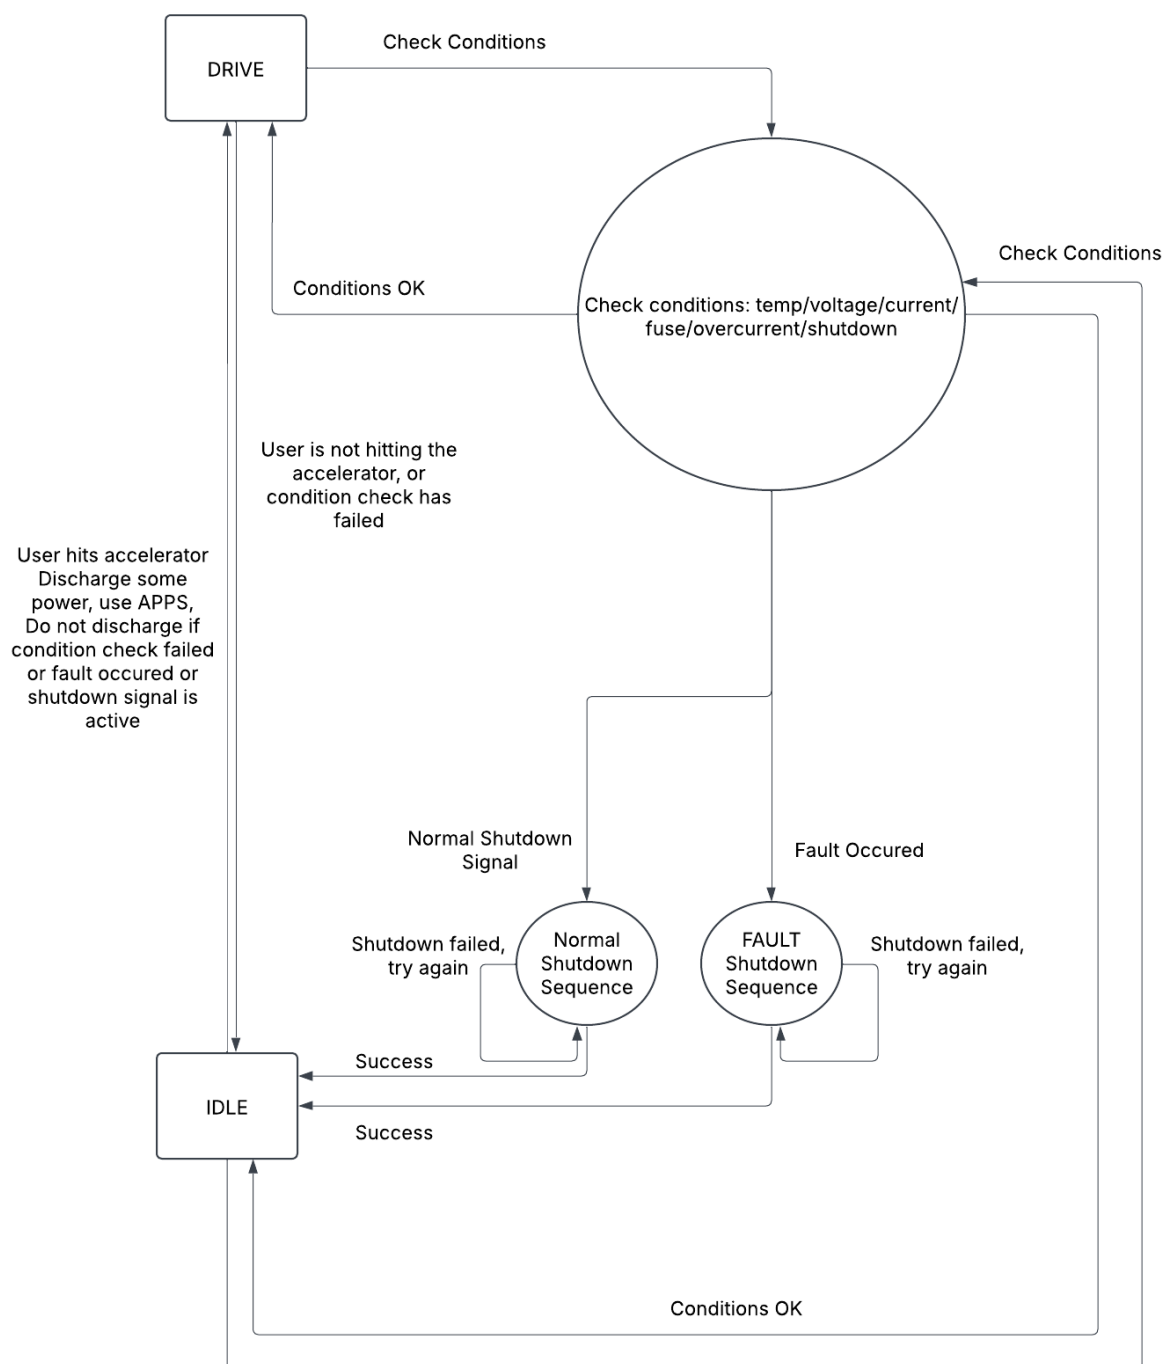 Check Conditions
DRIVE
Check Conditions
Conditions OK
Check conditions: temp/voltage/current/
fuse/overcurrent/shutdown
User is not hitting the
accelerator, or
condition check has
failed
User hits accelerator
Discharge some
power, use APPS,
Do not discharge if
condition check failed
or fault occured or
shutdown signal is
active
Normal Shutdown
Signal
Fault Occured
Shutdown failed,
try again
Normal
Shutdown
Sequence
FAULT
Shutdown
Sequence
Shutdown failed,
try again
Success
IDLE
Success
Conditions OK